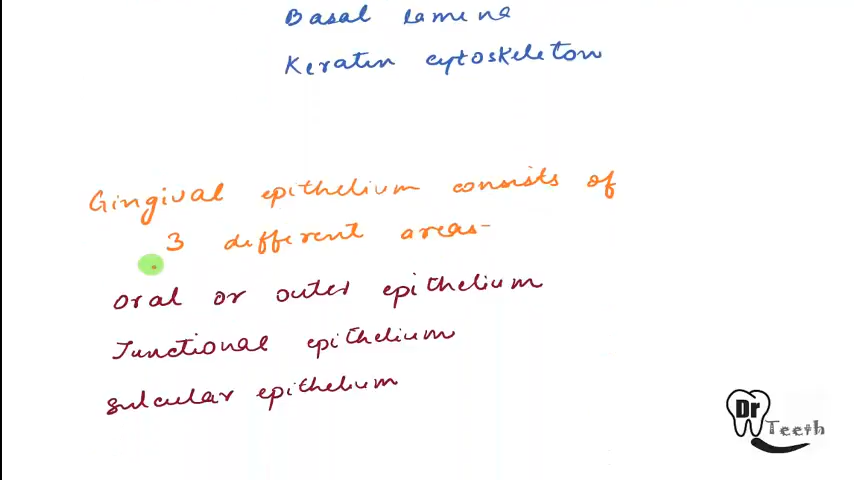 Basal lamina
Keratin cytoskeleton
Gingival epithelium consists of
3 different areas-
Oral or outer epithelium
Junctional epithelium
Sulcular epithelium
Dr
Teeth